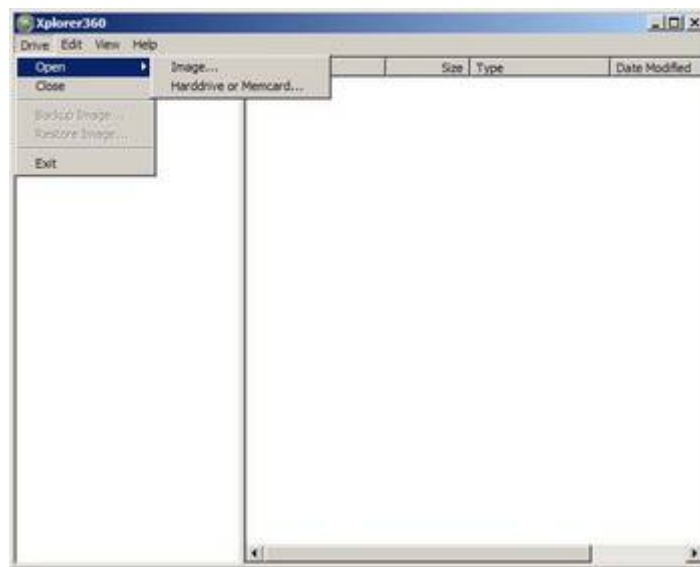 Xplorer360
Drive Edit View Help
Open Image... Size Type Date Modified
Close Harddrive or Memcard...
Backup Image...
Restore Image...
Exit